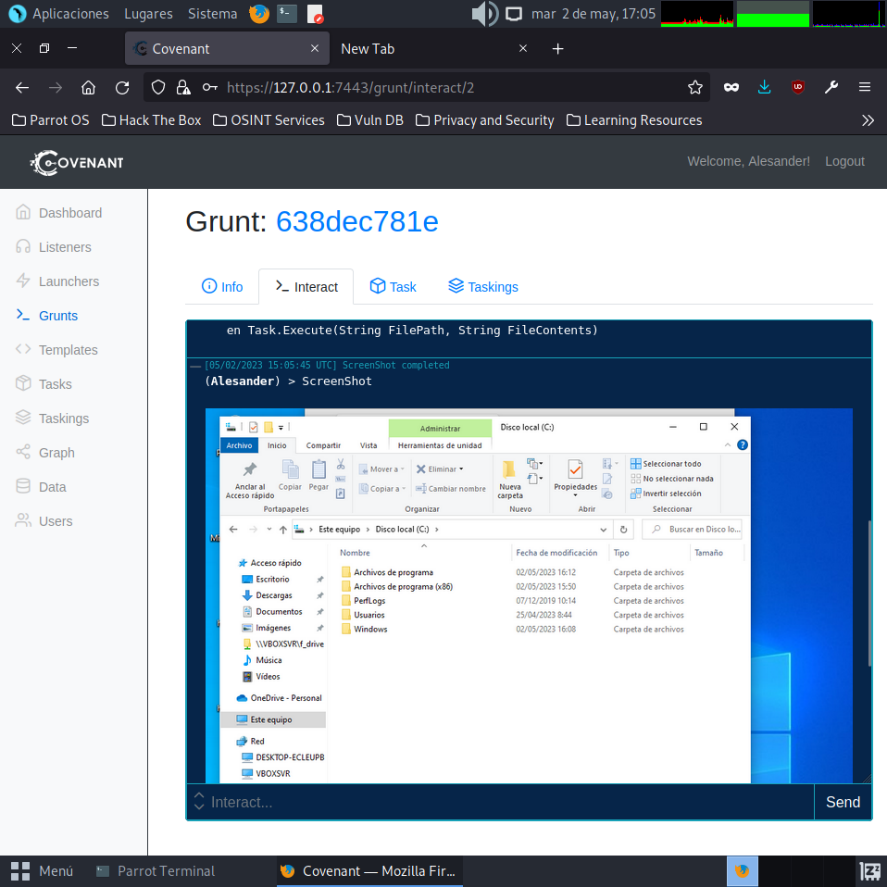 Aplicaciones Lugares Sistema mar 2 de may, 17:05
Covenant New Tab
https://127.0.0.1:7443/grunt/interact/2
Parrot OS Hack The Box OSINT Services Vuln DB Privacy and Security Learning Resources
COVENANT Welcome, Alesander! Logout
Dashboard
Listeners
Launchers
Grunts
Templates
Tasks
Taskings
Graph
Data
Users
Grunt: 638dec781e
Info Interact Task Taskings
en Task.Execute(String FilePath, String FileContents)
[05/02/2023 15:05:45 UTC] ScreenShot completed
(Alesander) > ScreenShot
Administrar Disco local (C:)
Archivo Inicio Compartir Vista Herramientas de unidad
Anclar al
Acceso rápido
Copiar Pegar
Mover a
Copiar a
Eliminar
Cambiar nombre
Nueva
carpeta
Propiedades
Seleccionar todo
No seleccionar nada
Invertir selección
Portapapeles Organizar Nuevo Abrir Seleccionar
Este equipo > Disco local (C:) > Buscar en Disco lo...
Nombre Fecha de modificación Tipo Tamaño
Archivos de programa 02/05/2023 16:12 Carpeta de archivos
Archivos de programa (x86) 02/05/2023 15:50 Carpeta de archivos
PerfLogs 07/12/2019 10:14 Carpeta de archivos
Usuarios 25/04/2023 8:44 Carpeta de archivos
Windows 02/05/2023 16:08 Carpeta de archivos
Acceso rápido
Escritorio
Descargas
Documentos
Imágenes
\\VBOXSVR\f_drive
Música
Vídeos
OneDrive - Personal
Este equipo
Red
DESKTOP-ECLEUPB
VBOXSVR
Interact... Send
Menú Parrot Terminal Covenant — Mozilla Fir...